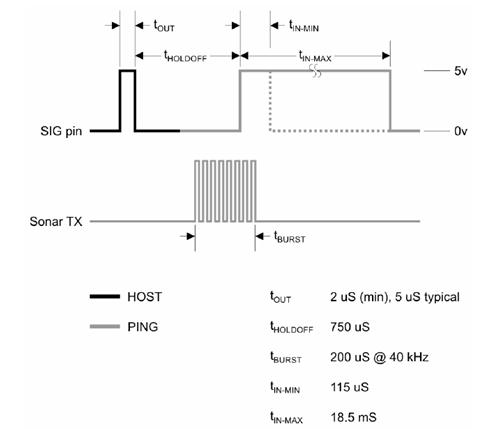 tOUT tIN-MIN
tHOLDOFF tIN-MAX
5v
SIG pin 0v
Sonar TX
tBURST
HOST tOUT 2 uS (min), 5 uS typical
PING tHOLDOFF 750 uS
tBURST 200 uS @ 40 kHz
tIN-MIN 115 uS
tIN-MAX 18.5 mS